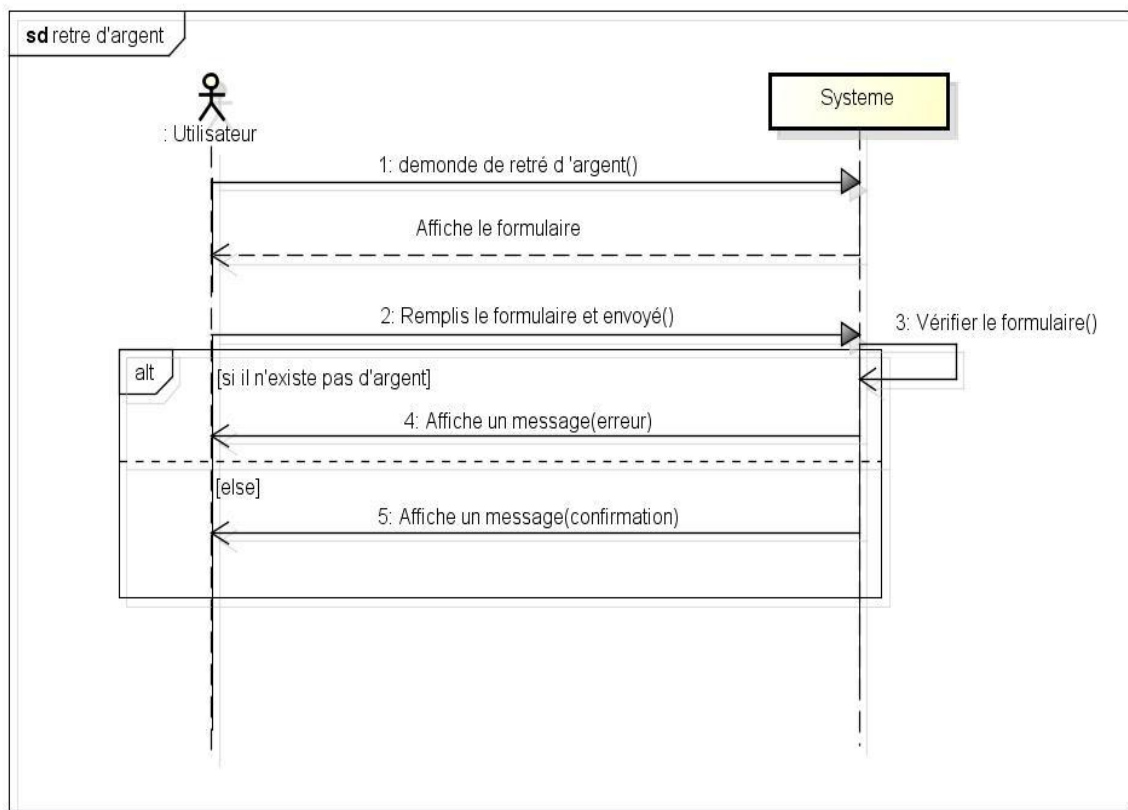 sd retre d'argent
: Utilisateur
Systeme
1: demonde de retré d 'argent()
Affiche le formulaire
2: Remplis le formulaire et envoyé()
3: Vérifier le formulaire()
alt
[si il n'existe pas d'argent]
4: Affiche un message(erreur)
[else]
5: Affiche un message(confirmation)